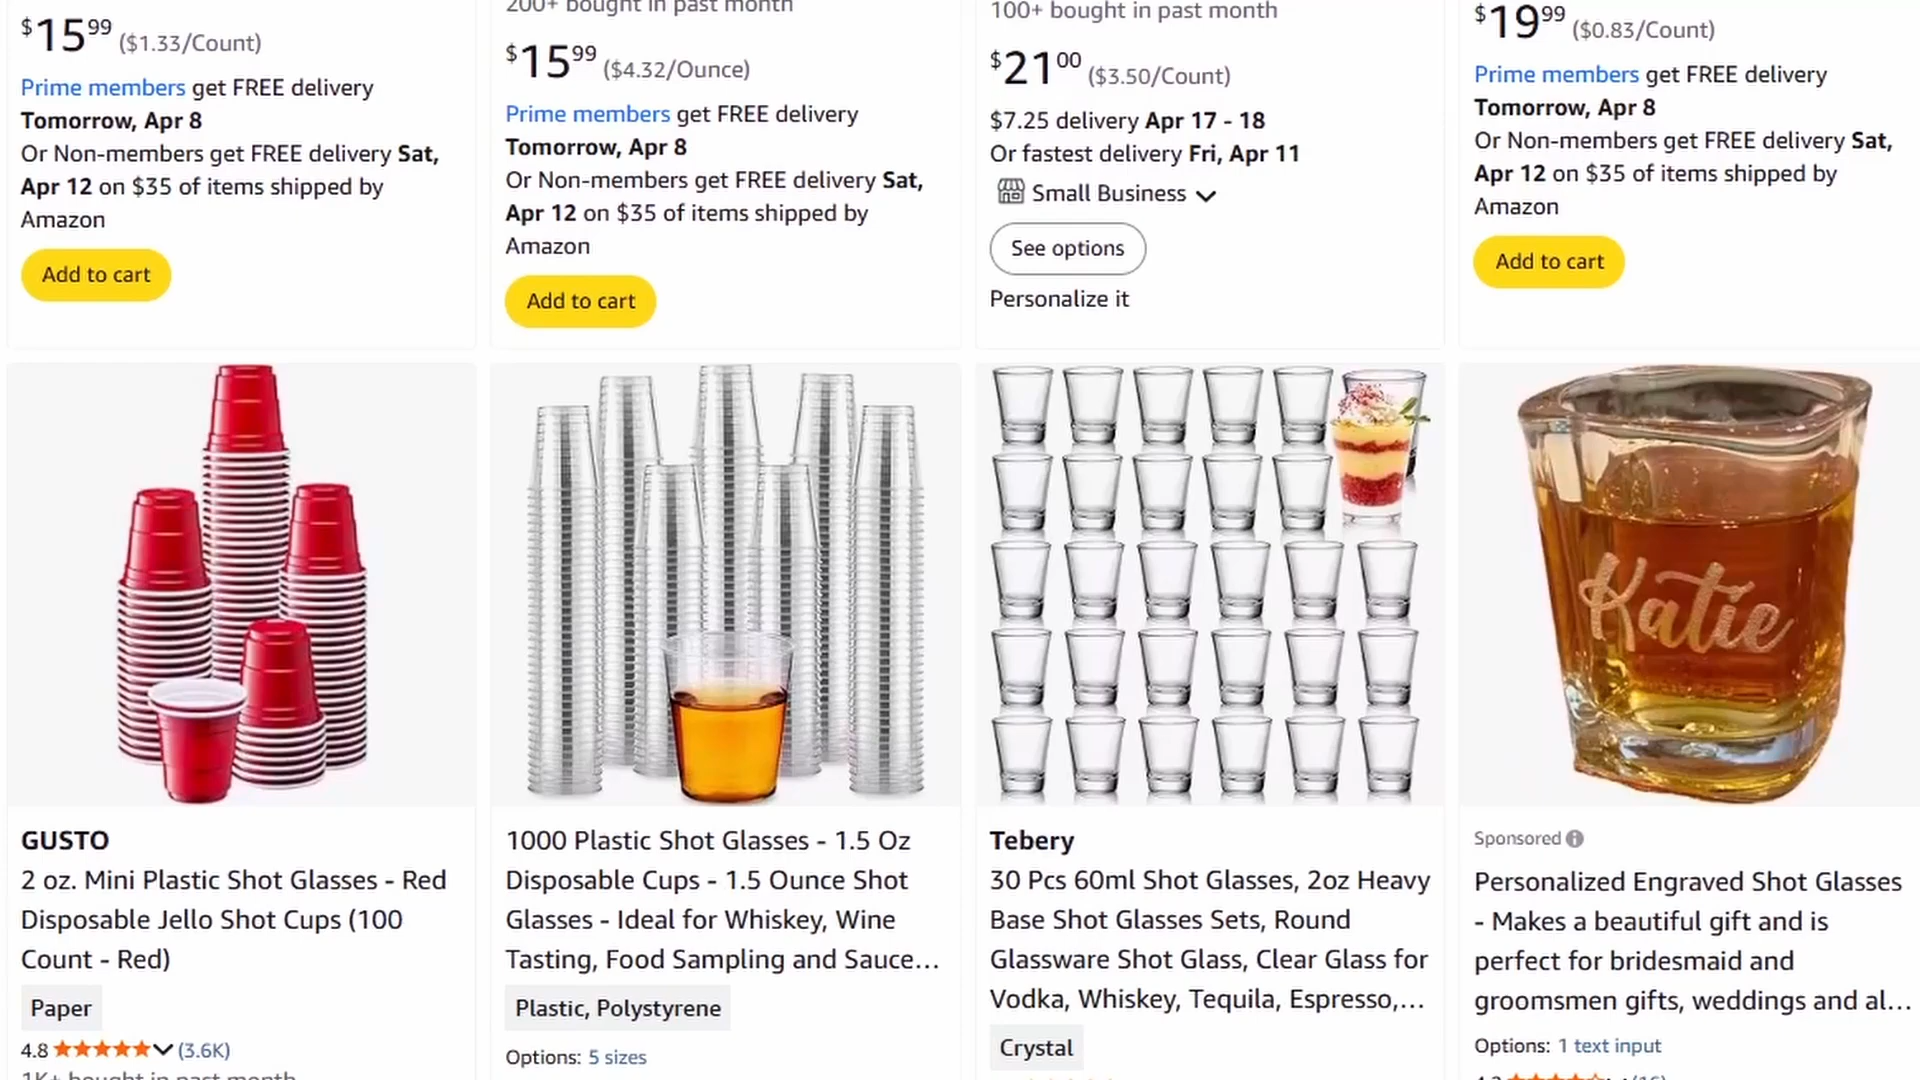 $15.99 ($1.33/Count)
Prime members get FREE delivery
Tomorrow, Apr 8
Or Non-members get FREE delivery Sat,
Apr 12 on $35 of items shipped by
Amazon
Add to cart
200+ bought in past month
$15.99 ($4.32/Ounce)
Prime members get FREE delivery
Tomorrow, Apr 8
Or Non-members get FREE delivery Sat,
Apr 12 on $35 of items shipped by
Amazon
Add to cart
100+ bought in past month
$21.00 ($3.50/Count)
$7.25 delivery Apr 17 - 18
Or fastest delivery Fri, Apr 11
Small Business
See options
Personalize it
$19.99 ($0.83/Count)
Prime members get FREE delivery
Tomorrow, Apr 8
Or Non-members get FREE delivery Sat,
Apr 12 on $35 of items shipped by
Amazon
Add to cart
GUSTO
2 oz. Mini Plastic Shot Glasses - Red
Disposable Jello Shot Cups (100
Count - Red)
Paper
4.8 (3.6K)
1K+ bought in past month
1000 Plastic Shot Glasses - 1.5 Oz
Disposable Cups - 1.5 Ounce Shot
Glasses - Ideal for Whiskey, Wine
Tasting, Food Sampling and Sauce...
Plastic, Polystyrene
Options: 5 sizes
Tebery
30 Pcs 60ml Shot Glasses, 2oz Heavy
Base Shot Glasses Sets, Round
Glassware Shot Glass, Clear Glass for
Vodka, Whiskey, Tequila, Espresso,...
Crystal
Katie
Sponsored
Personalized Engraved Shot Glasses
- Makes a beautiful gift and is
perfect for bridesmaid and
groomsmen gifts, weddings and al...
Options: 1 text input